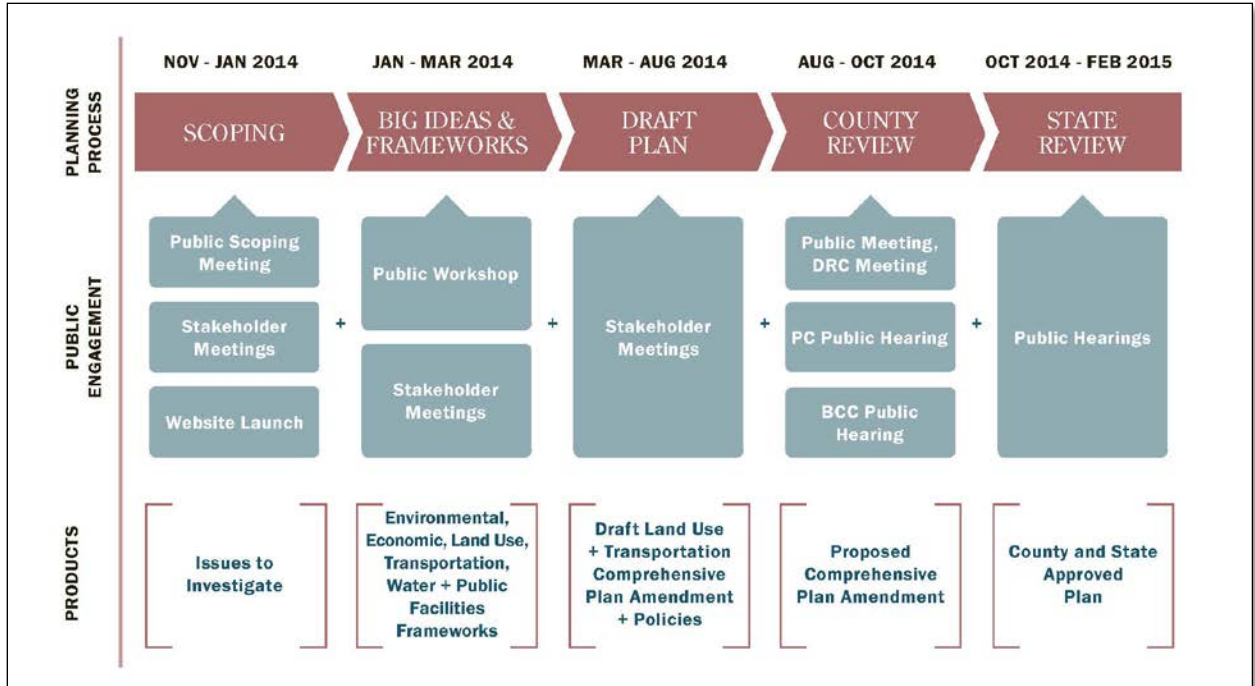 NOV - JAN 2014
JAN - MAR 2014
MAR - AUG 2014
AUG - OCT 2014
OCT 2014 - FEB 2015
PLANNING
PROCESS
SCOPING
BIG IDEAS &
FRAMEWORKS
DRAFT
PLAN
COUNTY
REVIEW
STATE
REVIEW
PUBLIC
ENGAGEMENT
Public Scoping
Meeting
Stakeholder
Meetings
Website Launch
+
Public Workshop
Stakeholder
Meetings
+
Stakeholder
Meetings
+
Public Meeting,
DRC Meeting
PC Public Hearing
BCC Public
Hearing
+
Public Hearings
PRODUCTS
Issues to
Investigate
Environmental,
Economic, Land Use,
Transportation,
Water + Public
Facilities
Frameworks
Draft Land Use
+ Transportation
Comprehensive
Plan Amendment
+ Policies
Proposed
Comprehensive
Plan Amendment
County and State
Approved
Plan